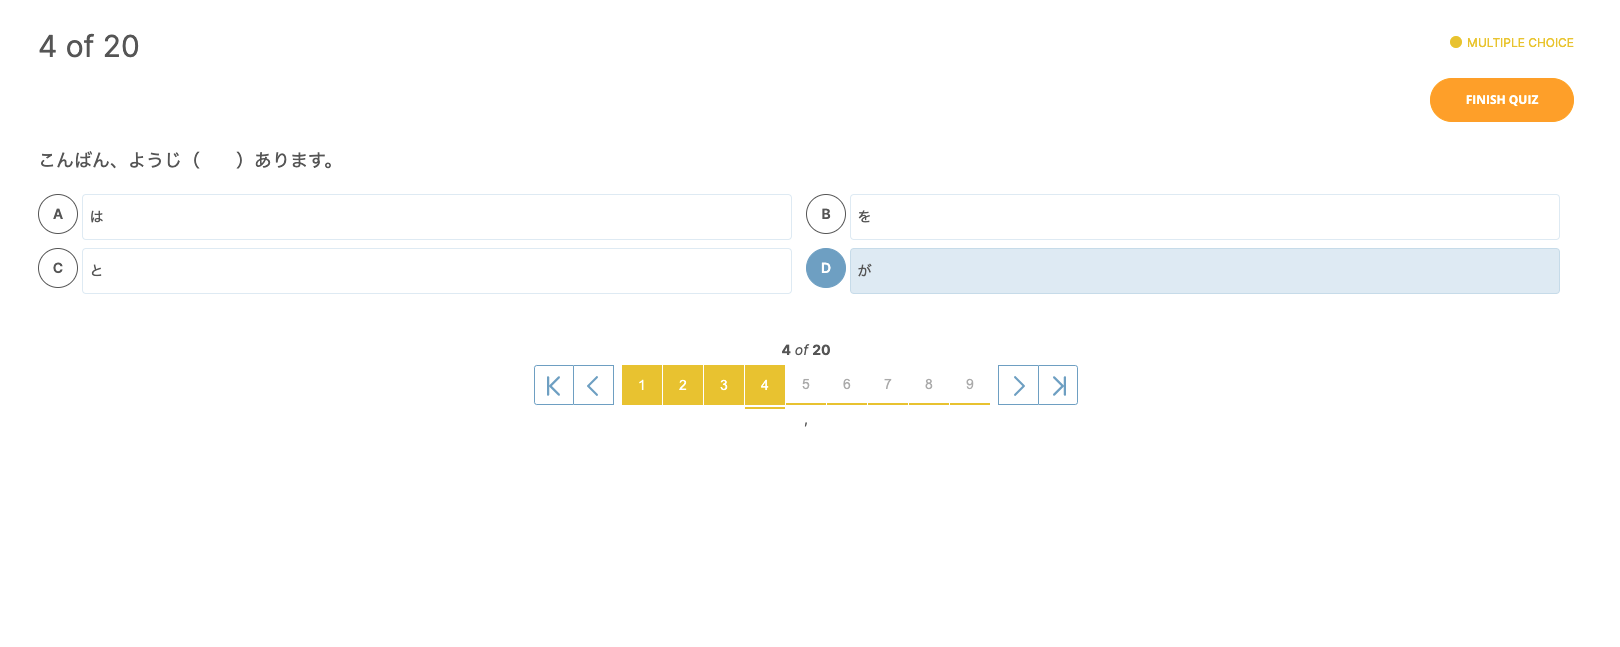 4 of 20
MULTIPLE CHOICE
FINISH QUIZ
こんばん、ようじ（　　）あります。
A は
B を
C と
D が
4 of 20
1 2 3 4 5 6 7 8 9
,